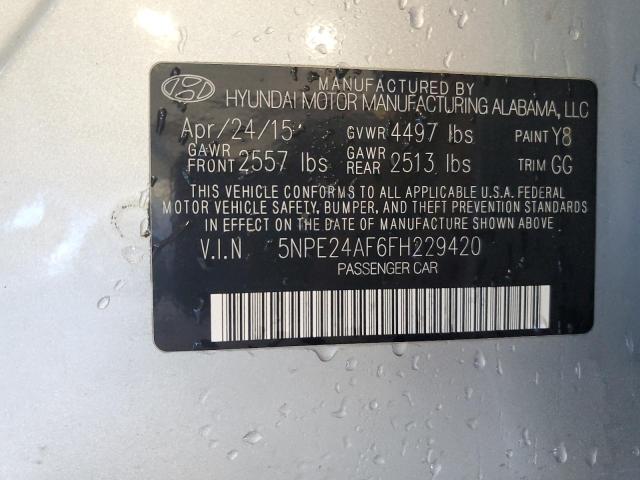 MANUFACTURED BY
HYUNDAI MOTOR MANUFACTURING ALABAMA, LLC
Apr/24/15 GVWR 4497 lbs PAINT Y8
GAWR FRONT 2557 lbs GAWR REAR 2513 lbs TRIM GG
THIS VEHICLE CONFORMS TO ALL APPLICABLE U.S.A. FEDERAL
MOTOR VEHICLE SAFETY, BUMPER, AND THEFT PREVENTION STANDARDS
IN EFFECT ON THE DATE OF MANUFACTURE SHOWN ABOVE
V.I.N 5NPE24AF6FH229420
PASSENGER CAR